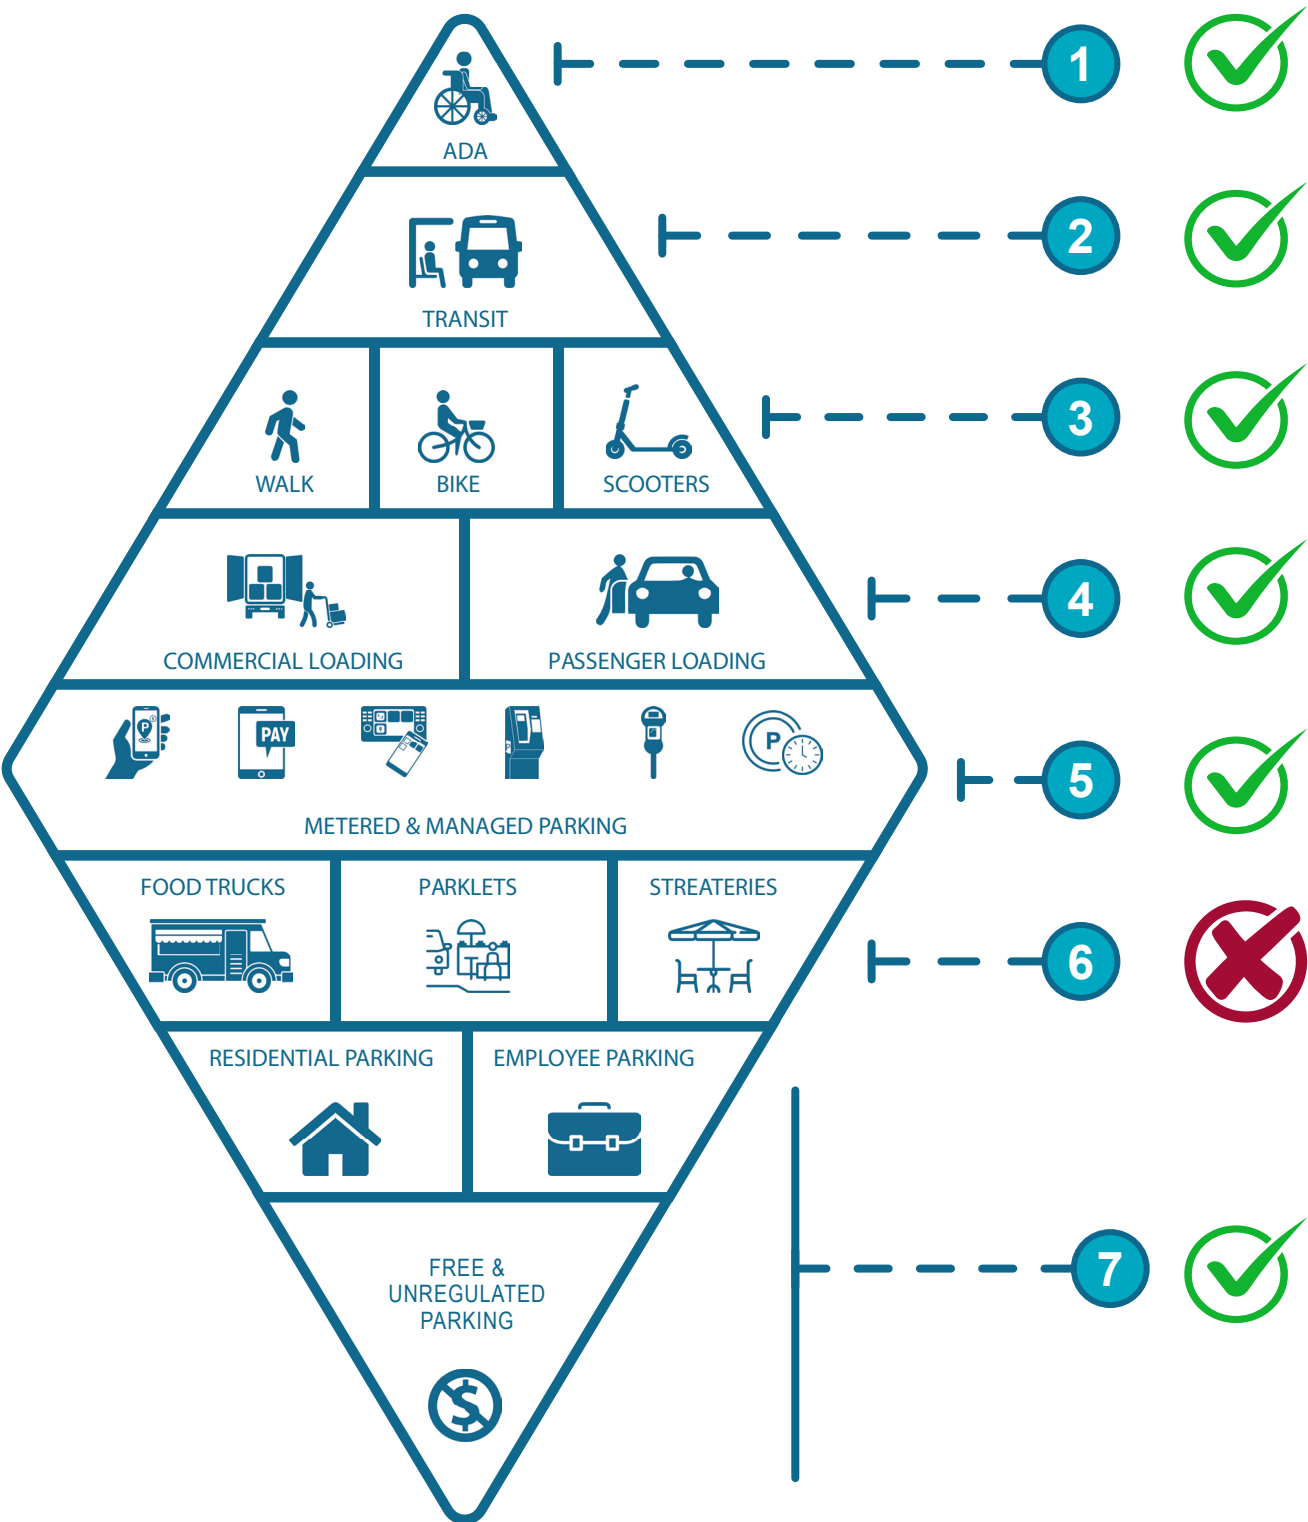 ADA
1
TRANSIT
2
WALK
BIKE
SCOOTERS
3
COMMERCIAL LOADING
PASSENGER LOADING
4
P
PAY
P
P
METERED & MANAGED PARKING
5
FOOD TRUCKS
PARKLETS
STREATERIES
6
RESIDENTIAL PARKING
EMPLOYEE PARKING
FREE &
UNREGULATED
PARKING
$
7